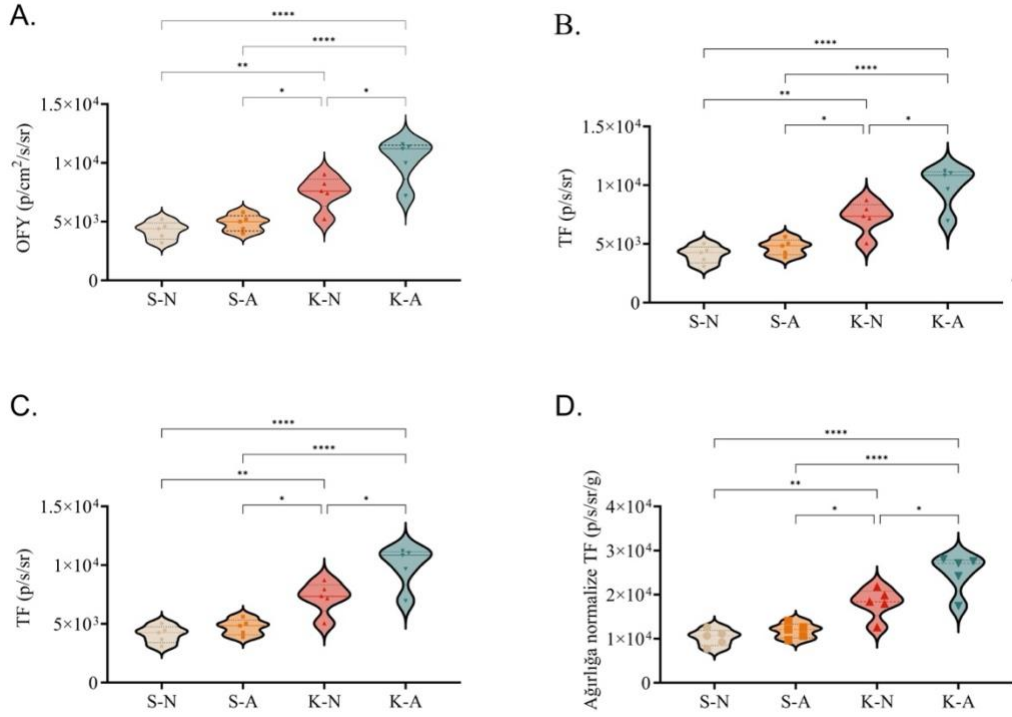 A.
****
****
**
*
*
OFY (p/cm²/s/sr)
1.5×10⁴
1×10⁴
5×10³
0
S-N
S-A
K-N
K-A
B.
****
****
**
*
*
TF (p/s/sr)
1.5×10⁴
1×10⁴
5×10³
0
S-N
S-A
K-N
K-A
C.
****
****
**
*
*
TF (p/s/sr)
1.5×10⁴
1×10⁴
5×10³
0
S-N
S-A
K-N
K-A
D.
****
****
**
*
*
Ağırlığa normalize TF (p/s/sr/g)
4×10⁴
3×10⁴
2×10⁴
1×10⁴
0
S-N
S-A
K-N
K-A